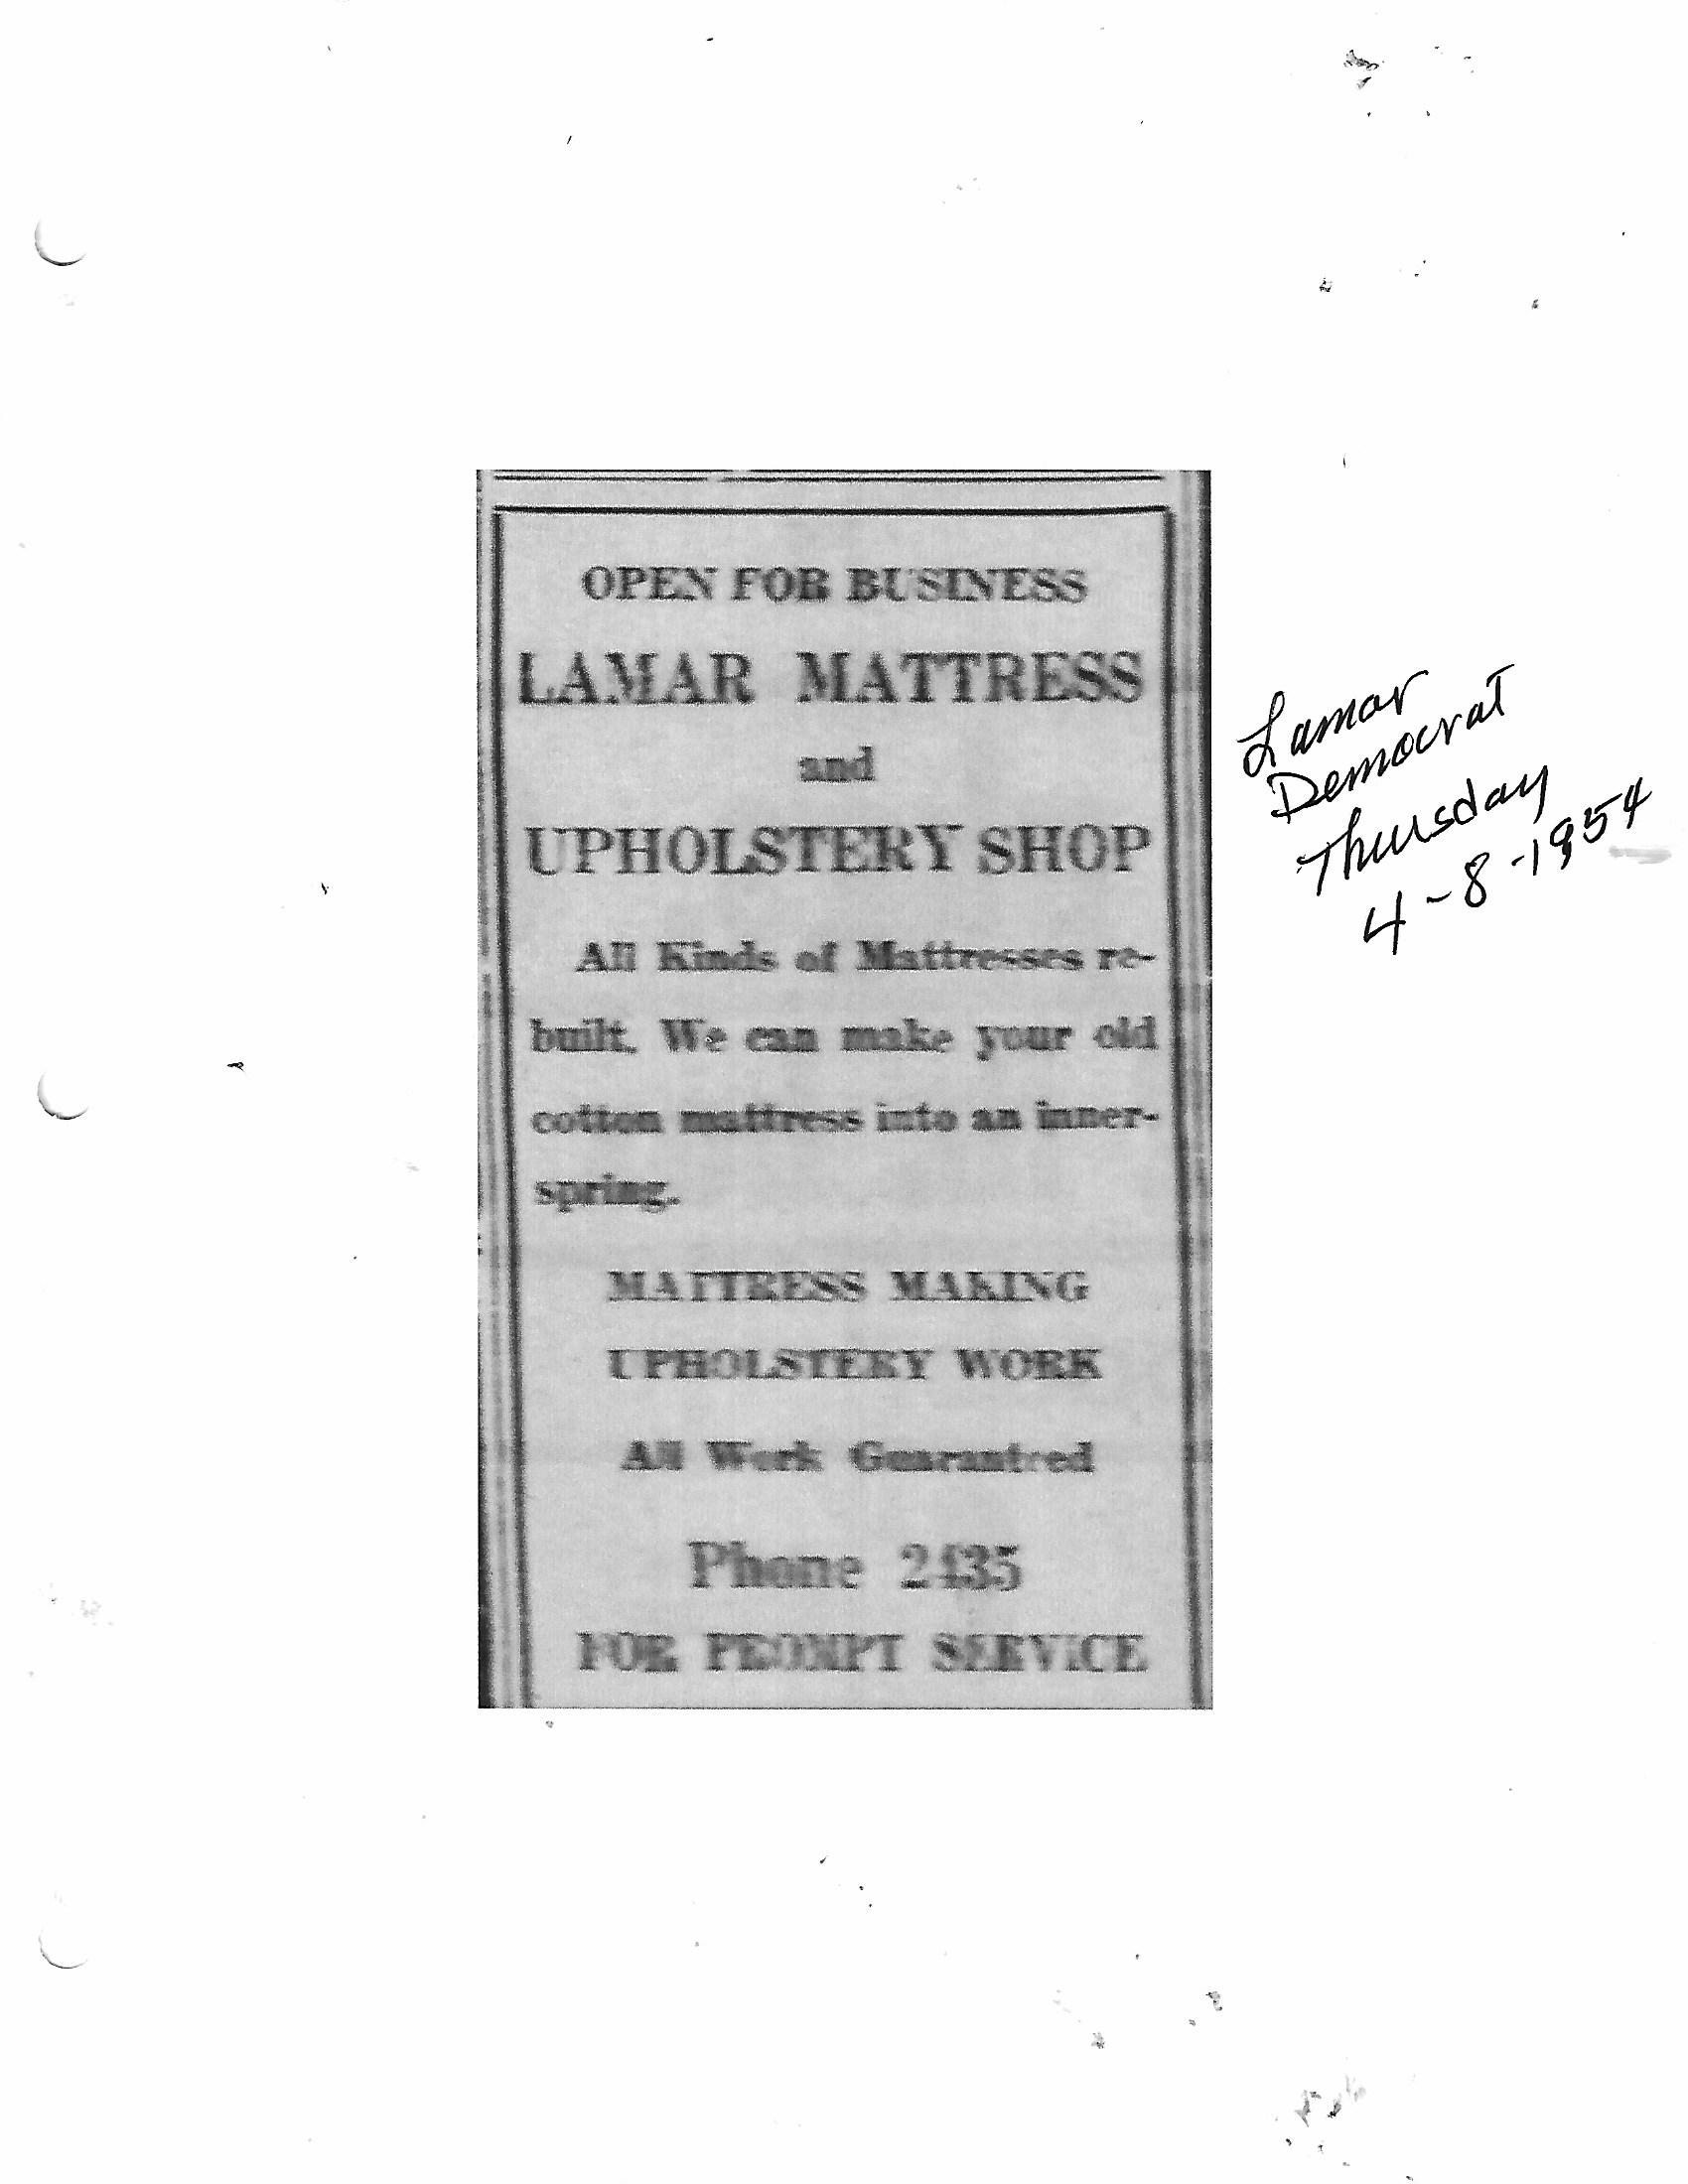 OPEN FOR BUSINESS
LAMAR MATTRESS
and
UPHOLSTERY SHOP
All Kinds of Mattresses re-
built. We can make your old
cotton mattress into an inner-
spring.
MATTRESS MAKING
UPHOLSTERY WORK
All Work Guaranteed
Phone 2435
FOR PROMPT SERVICE
Lamar
Democrat
Thursday
4-8-1954